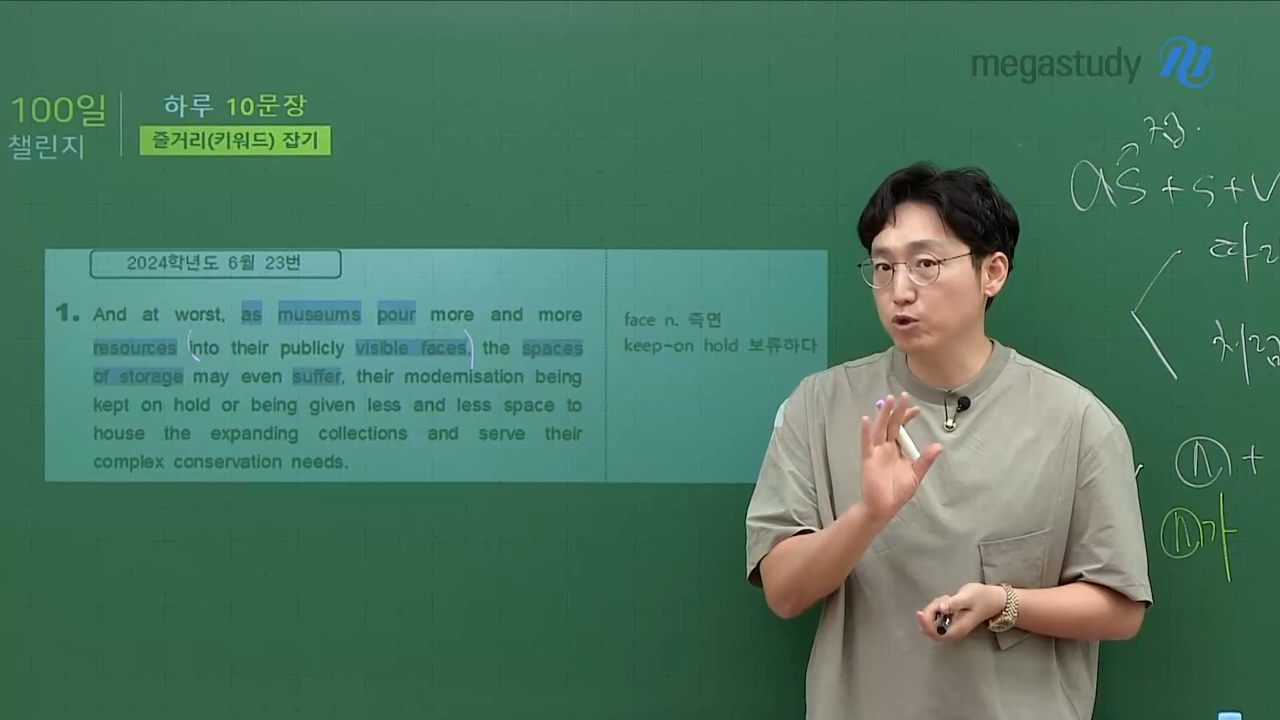 megastudy
100일
챌린지
하루 10문장
줄거리(키워드) 잡기
2024학년도 6월 23번
1. And at worst, as museums pour more and more
resources into their publicly visible faces, the spaces
of storage may even suffer, their modernisation being
kept on hold or being given less and less space to
house the expanding collections and serve their
complex conservation needs.
face n. 측면
keep~on hold 보류하다
as + s + v
ⓝ +
ⓝ가